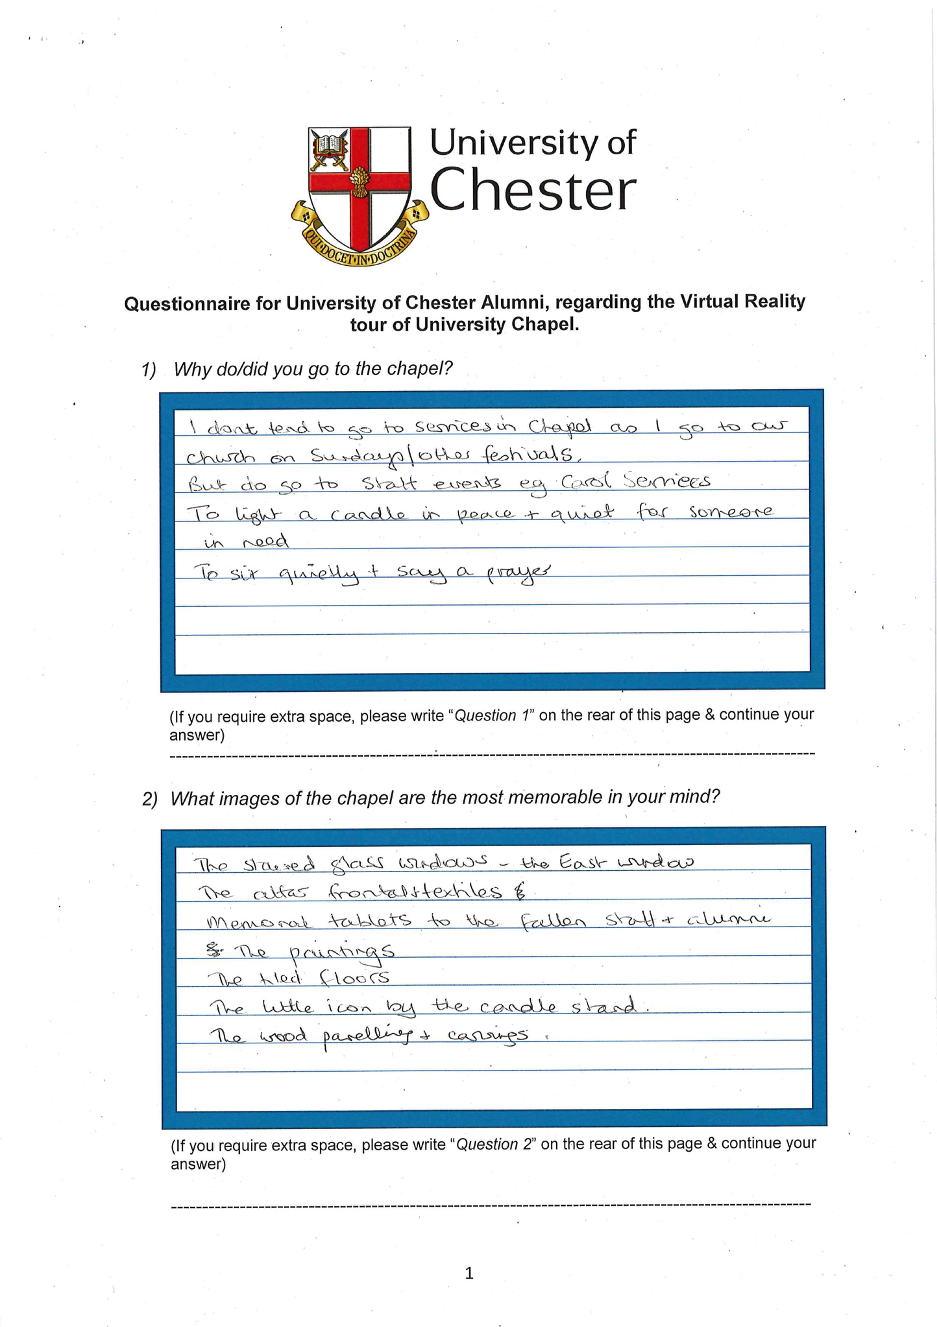 University of
Chester
QUI·DOCET·IN·DOCTRINA
Questionnaire for University of Chester Alumni, regarding the Virtual Reality
tour of University Chapel.
1) Why do/did you go to the chapel?
I dont tend to go to services in Chapel as I go to our
church on Sundays/other festivals.
But do go to Staff events eg Carol Services
To light a candle in peace + quiet for someone
in need
To sit quietly + say a prayer
(If you require extra space, please write “Question 1” on the rear of this page & continue your
answer)
2) What images of the chapel are the most memorable in your mind?
The stained glass windows - the East window
The altar frontals+textiles &
Memorial tablets to the fallen staff + alumni
& The paintings
The tiled floors
The little icon by the candle stand.
The wood panelling + carvings.
(If you require extra space, please write “Question 2” on the rear of this page & continue your
answer)
1